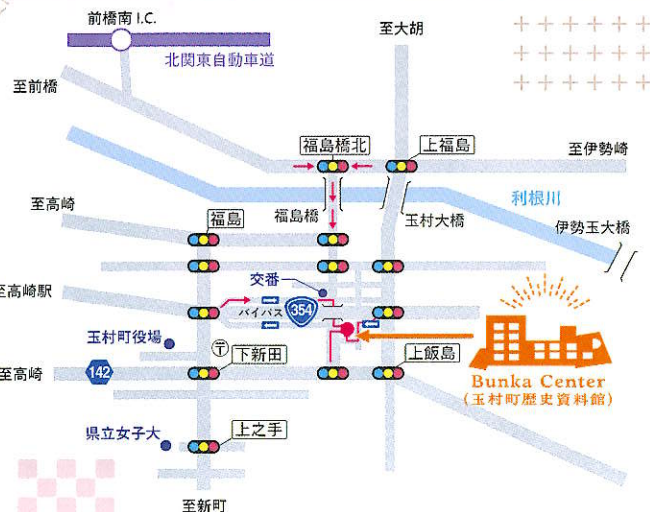 前橋南 I.C.
北関東自動車道
至大胡
至前橋
福島橋北
上福島
至伊勢崎
利根川
至高崎
福島
福島橋
玉村大橋
伊勢玉大橋
交番
至高崎駅
バイパス
354
玉村町役場
〒
下新田
上飯島
至高崎
142
Bunka Center
(玉村町歴史資料館)
県立女子大
上之手
至新町